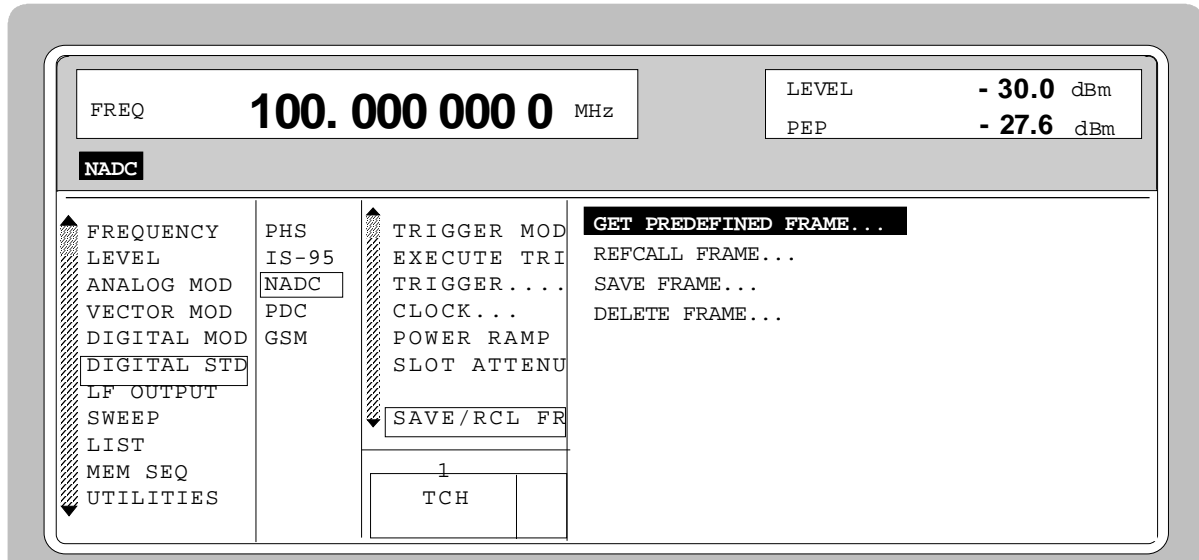 FREQ 100. 000 000 0 MHz
LEVEL - 30.0 dBm
PEP - 27.6 dBm
NADC
FREQUENCY
LEVEL
ANALOG MOD
VECTOR MOD
DIGITAL MOD
DIGITAL STD
LF OUTPUT
SWEEP
LIST
MEM SEQ
UTILITIES
PHS
IS-95
NADC
PDC
GSM
TRIGGER MOD
EXECUTE TRI
TRIGGER....
CLOCK...
POWER RAMP
SLOT ATTENU
SAVE/RCL FR
1
TCH
GET PREDEFINED FRAME...
REFCALL FRAME...
SAVE FRAME...
DELETE FRAME...